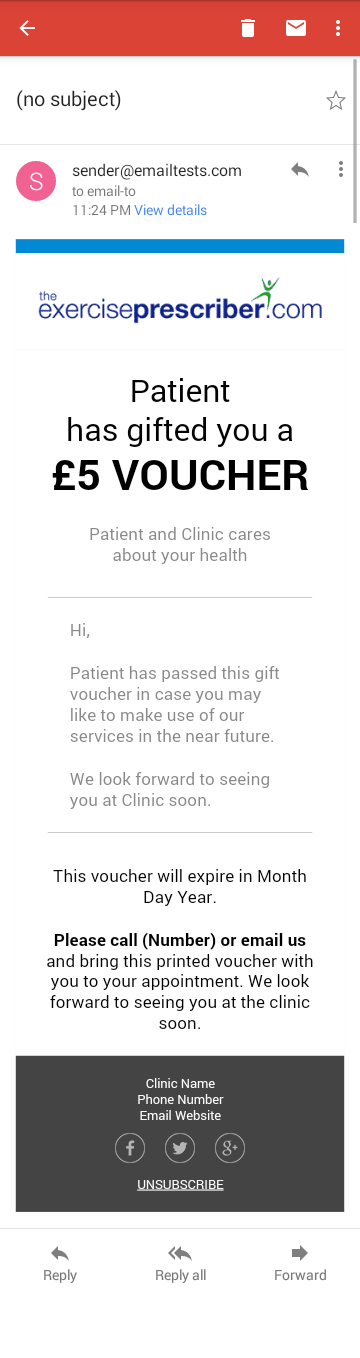 (no subject)
S
sender@emailtests.com
to email-to
11:24 PM View details
the
exerciseprescriber.com
Patient
has gifted you a
£5 VOUCHER
Patient and Clinic cares
about your health
Hi,
Patient has passed this gift
voucher in case you may
like to make use of our
services in the near future.
We look forward to seeing
you at Clinic soon.
This voucher will expire in Month
Day Year.
Please call (Number) or email us
and bring this printed voucher with
you to your appointment. We look
forward to seeing you at the clinic
soon.
Clinic Name
Phone Number
Email Website
UNSUBSCRIBE
Reply
Reply all
Forward